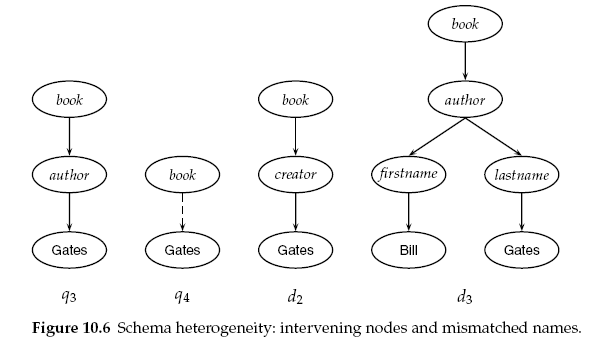 book
book
book
author
author
book
creator
firstname
lastname
Gates
Gates
Gates
Bill
Gates
q3
q4
d2
d3
Figure 10.6 Schema heterogeneity: intervening nodes and mismatched names.